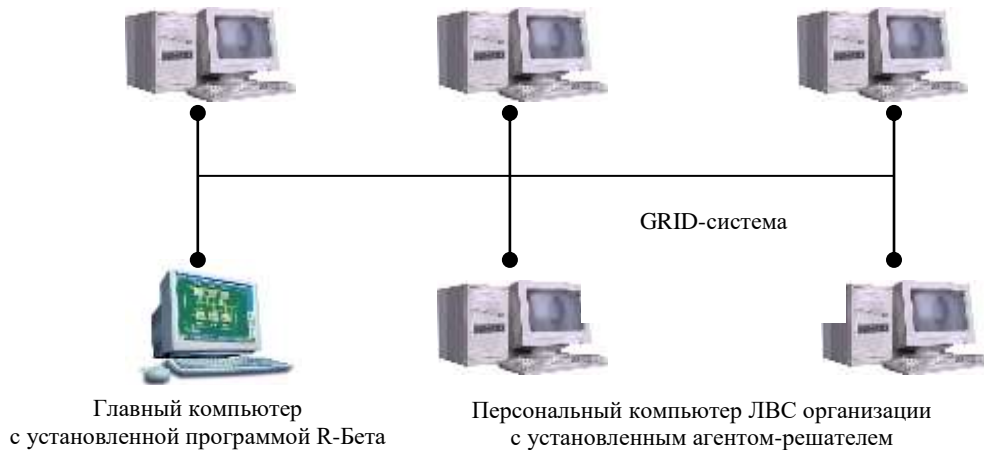 GRID-система
Главный компьютер
с установленной программой R-Бета
Персональный компьютер ЛВС организации
с установленным агентом-решателем